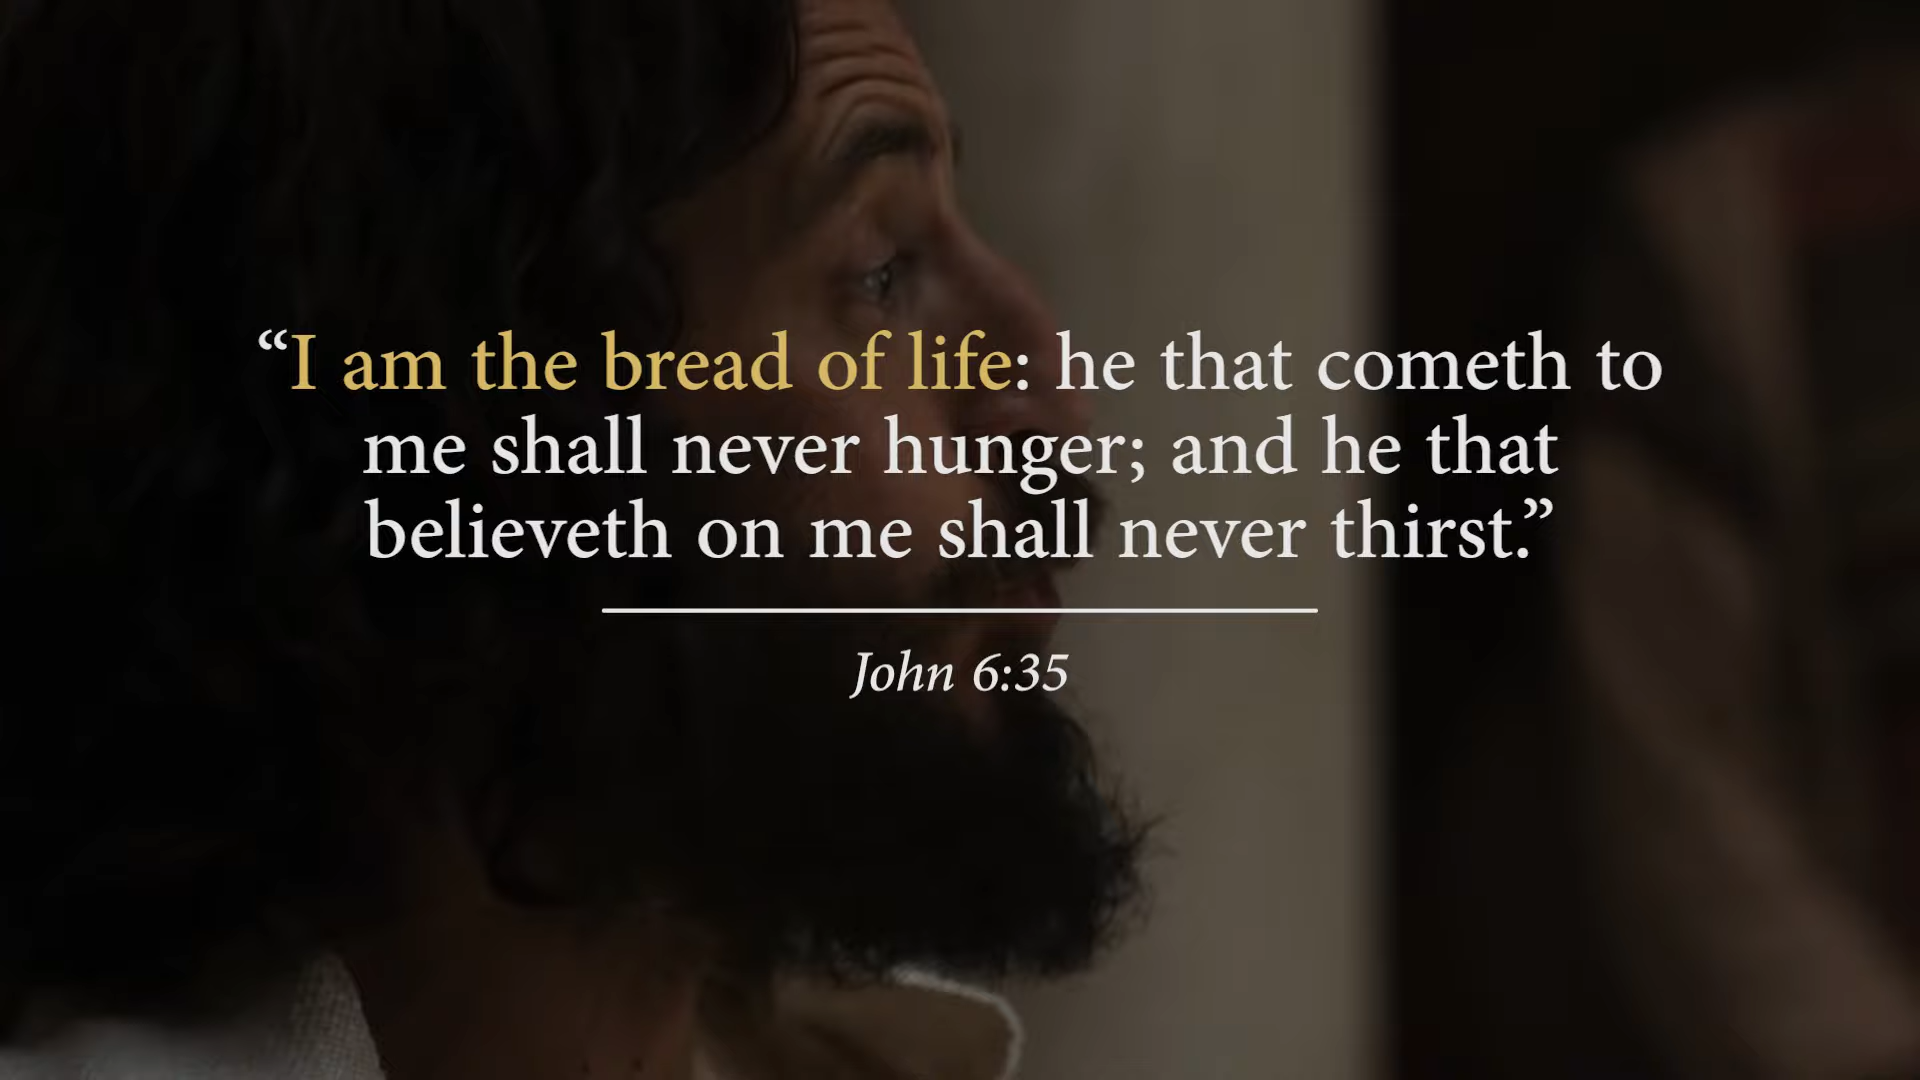 “I am the bread of life: he that cometh to
me shall never hunger; and he that
believeth on me shall never thirst.”
John 6:35